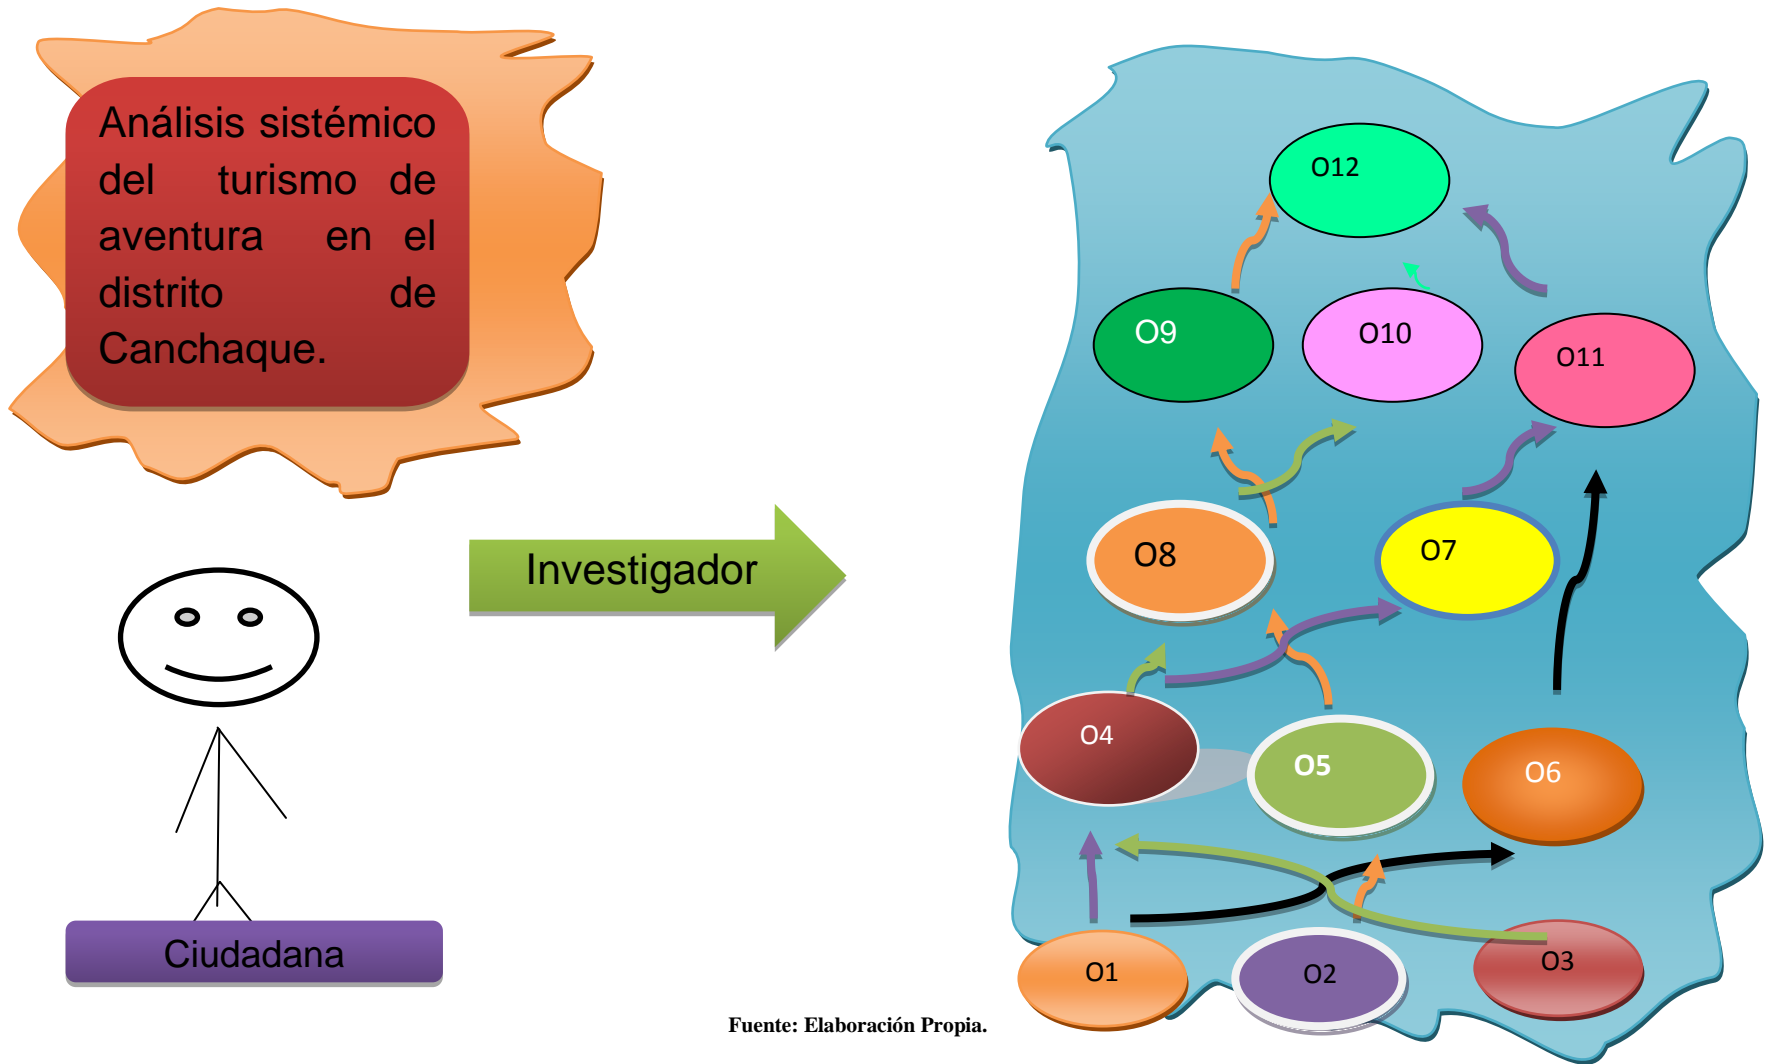 Análisis sistémico
del turismo de
aventura en el
distrito de
Canchaque.
Investigador
Ciudadana
O12
O9
O10
O11
O8
O7
O4
O5
O6
O1
O2
O3
Fuente: Elaboración Propia.